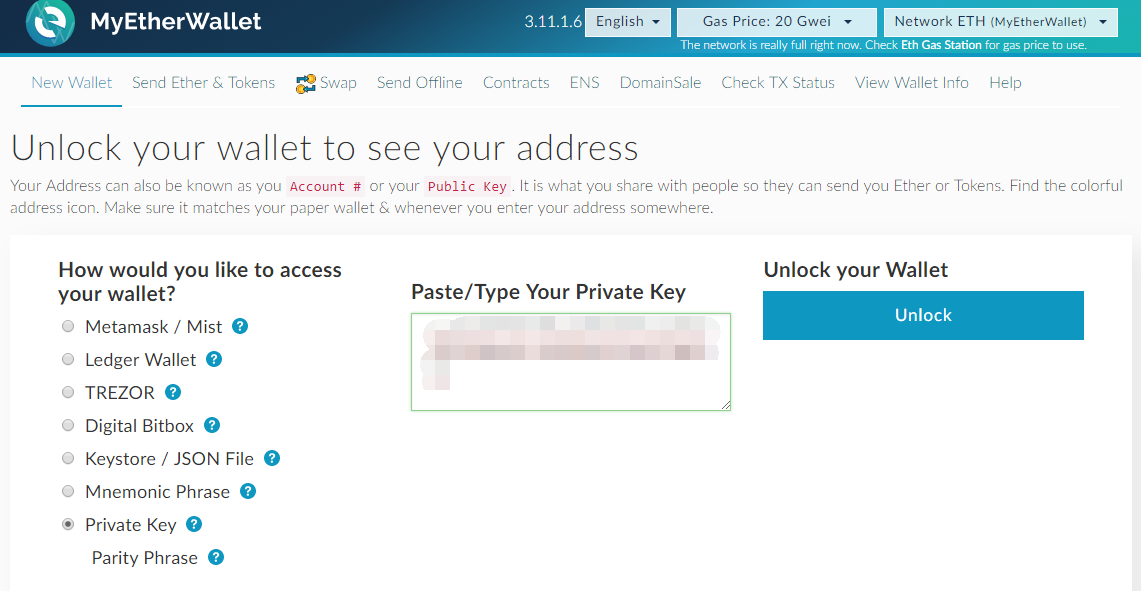 MyEtherWallet
3.11.1.6 English Gas Price: 20 Gwei Network ETH (MyEtherWallet)
The network is really full right now. Check Eth Gas Station for gas price to use.
New Wallet Send Ether & Tokens Swap Send Offline Contracts ENS DomainSale Check TX Status View Wallet Info Help
Unlock your wallet to see your address
Your Address can also be known as you Account # or your Public Key. It is what you share with people so they can send you Ether or Tokens. Find the colorful
address icon. Make sure it matches your paper wallet & whenever you enter your address somewhere.
How would you like to access
your wallet?
Metamask / Mist ?
Ledger Wallet ?
TREZOR ?
Digital Bitbox ?
Keystore / JSON File ?
Mnemonic Phrase ?
Private Key ?
Parity Phrase ?
Paste/Type Your Private Key
Unlock your Wallet
Unlock